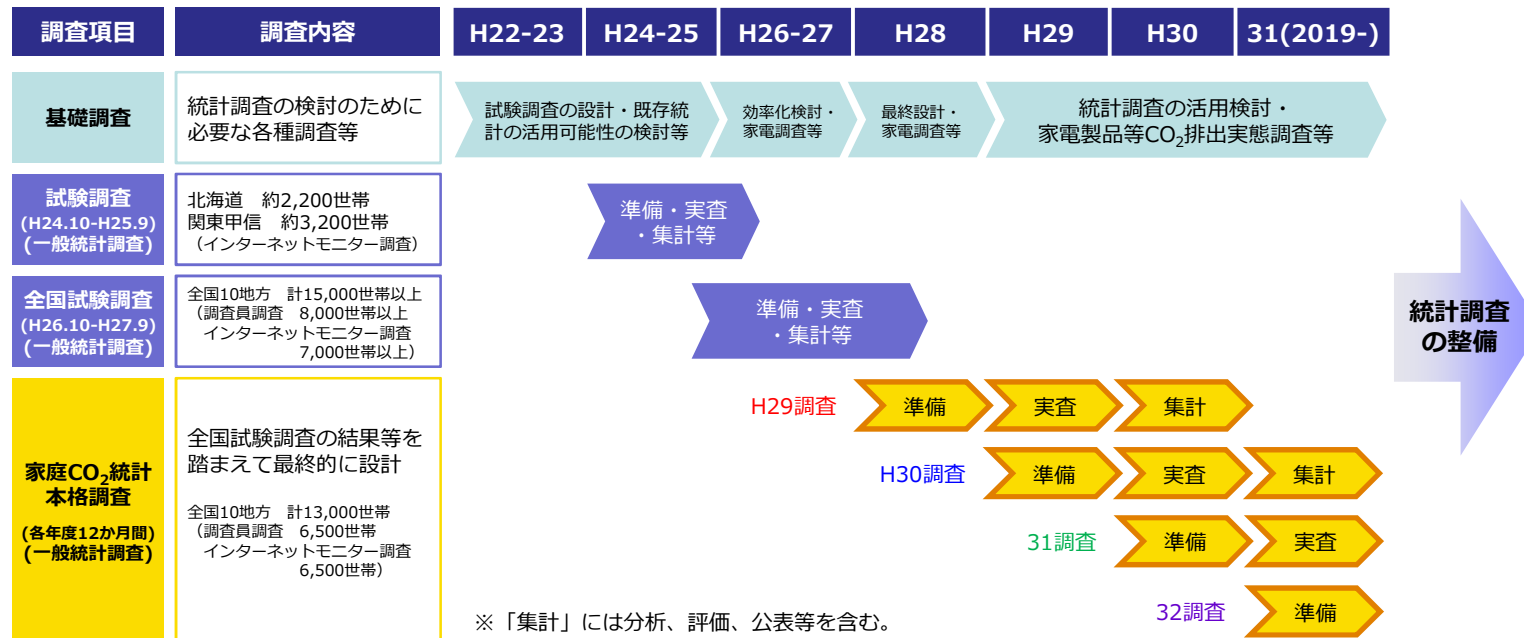 調査項目
調査内容
H22-23
H24-25
H26-27
H28
H29
H30
31(2019-)
基礎調査
統計調査の検討のために
必要な各種調査等
試験調査の設計・既存統
計の活用可能性の検討等
効率化検討・
家電調査等
最終設計・
家電調査等
統計調査の活用検討・
家電製品等CO₂排出実態調査等
試験調査
(H24.10-H25.9)
(一般統計調査)
北海道　約2,200世帯
関東甲信　約3,200世帯
（インターネットモニター調査）
準備・実査
・集計等
全国試験調査
(H26.10-H27.9)
(一般統計調査)
全国10地方　計15,000世帯以上
（調査員調査　8,000世帯以上
インターネットモニター調査
7,000世帯以上）
準備・実査
・集計等
統計調査
の整備
家庭CO₂統計
本格調査
(各年度12か月間)
(一般統計調査)
全国試験調査の結果等を
踏まえて最終的に設計
全国10地方　計13,000世帯
（調査員調査　6,500世帯
インターネットモニター調査
6,500世帯）
H29調査
準備
実査
集計
H30調査
準備
実査
集計
31調査
準備
実査
32調査
準備
※「集計」には分析、評価、公表等を含む。